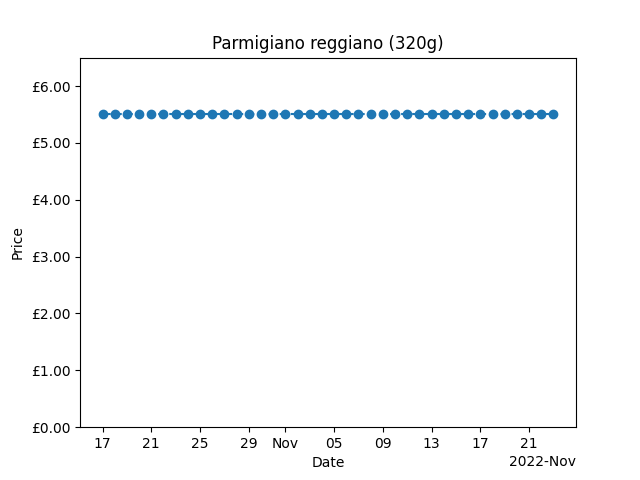 Parmigiano reggiano (320g)
£6.00
£5.00
£4.00
£3.00
£2.00
£1.00
£0.00
Price
17 21 25 29 Nov 05 09 13 17 21
Date
2022-Nov